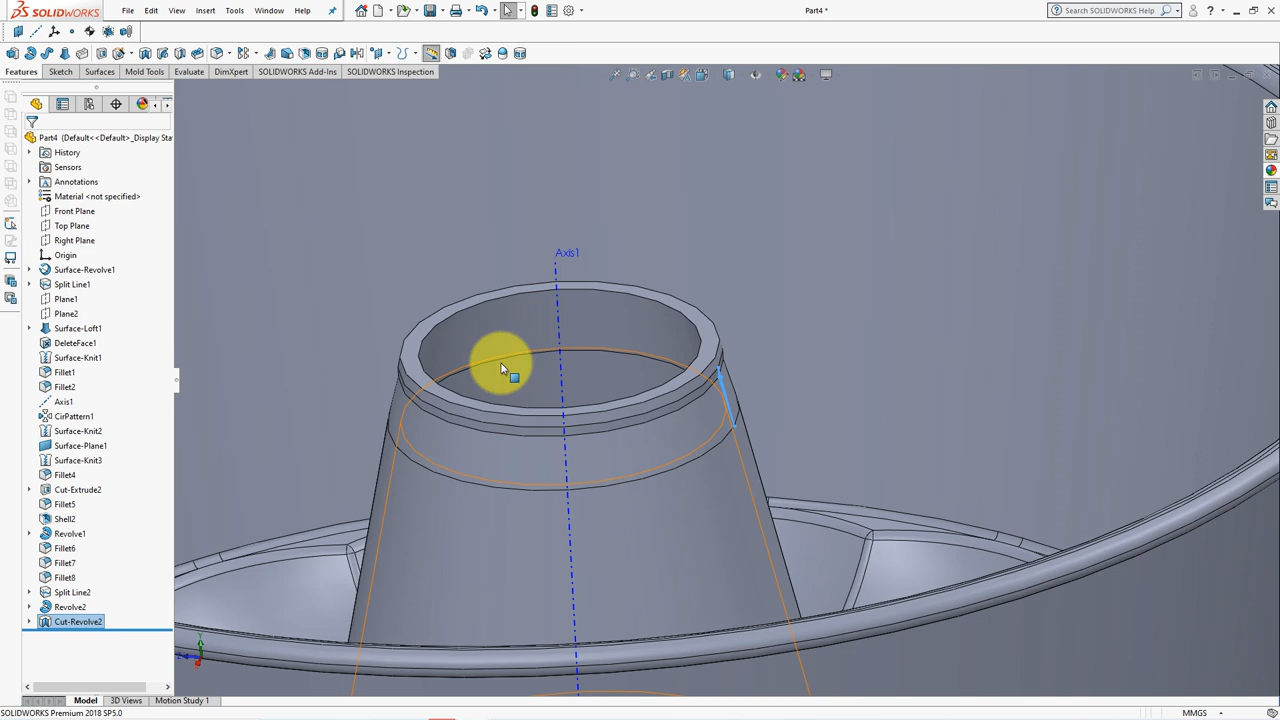 SOLIDWORKS
File Edit View Insert Tools Window Help
Part4 *
Search SOLIDWORKS Help
Features Sketch Surfaces Mold Tools Evaluate DimXpert SOLIDWORKS Add-Ins SOLIDWORKS Inspection
Part4 (Default<<Default>_Display Sta
History
Sensors
Annotations
Material <not specified>
Front Plane
Top Plane
Right Plane
Origin
Surface-Revolve1
Split Line1
Plane1
Plane2
Surface-Loft1
DeleteFace1
Surface-Knit1
Fillet1
Fillet2
Axis1
CirPattern1
Surface-Knit2
Surface-Plane1
Surface-Knit3
Fillet4
Cut-Extrude2
Fillet5
Shell2
Revolve1
Fillet6
Fillet7
Fillet8
Split Line2
Revolve2
Cut-Revolve2
Axis1
Model 3D Views Motion Study 1
SOLIDWORKS Premium 2018 SP5.0
MMGS